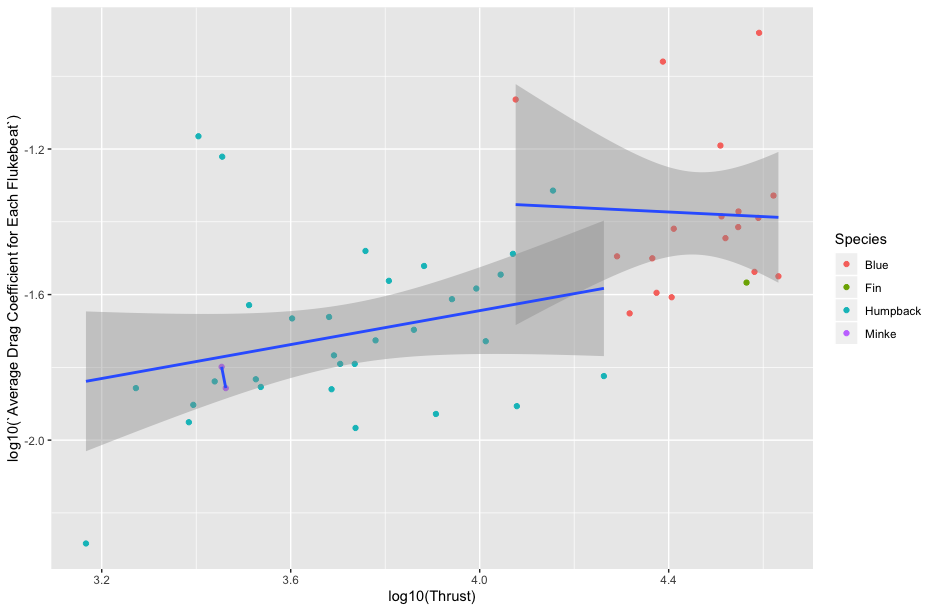 log10(`Average Drag Coefficient for Each Flukebeat`)
-1.2
-1.6
-2.0
3.2
3.6
4.0
4.4
log10(Thrust)
Species
Blue
Fin
Humpback
Minke